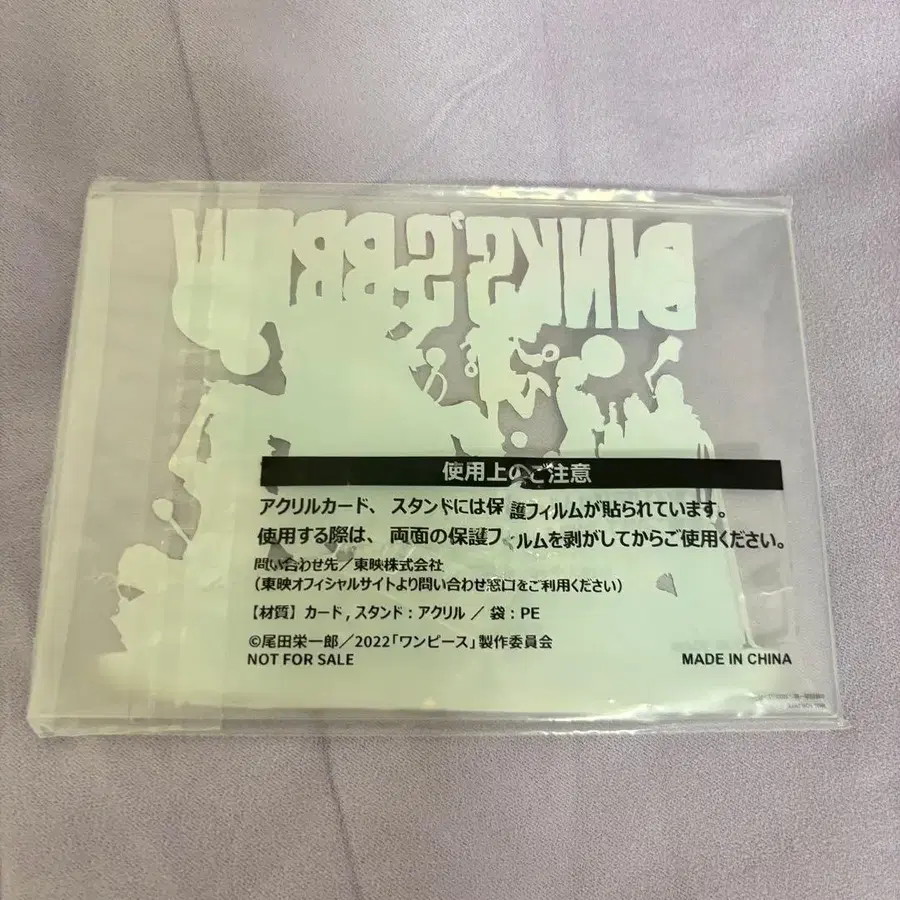 使用上のご注意
アクリルカード、スタンドには保護フィルムが貼られています。
使用する際は、両面の保護フィルムを剥がしてからご使用ください。
問い合わせ先／東映株式会社
(東映オフィシャルサイトより問い合わせ窓口をご利用ください)
【材質】カード,スタンド：アクリル／袋：PE
©尾田栄一郎／2022「ワンピース」製作委員会
NOT FOR SALE
MADE IN CHINA